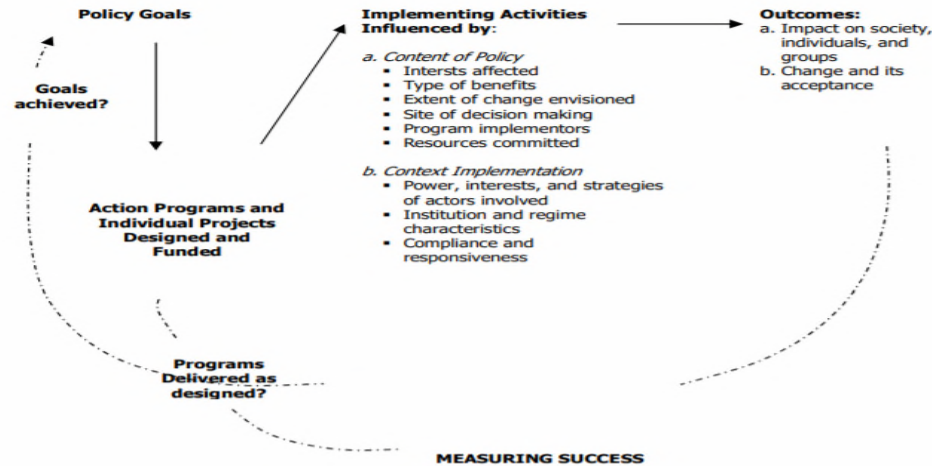 Policy Goals
Goals
achieved?
Action Programs and
Individual Projects
Designed and
Funded
Programs
Delivered as
designed?
Implementing Activities
Influenced by:
a. Content of Policy
▪ Intersts affected
▪ Type of benefits
▪ Extent of change envisioned
▪ Site of decision making
▪ Program implementors
▪ Resources committed
b. Context Implementation
▪ Power, interests, and strategies
of actors involved
▪ Institution and regime
characteristics
▪ Compliance and
responsiveness
Outcomes:
a. Impact on society,
individuals, and
groups
b. Change and its
acceptance
MEASURING SUCCESS